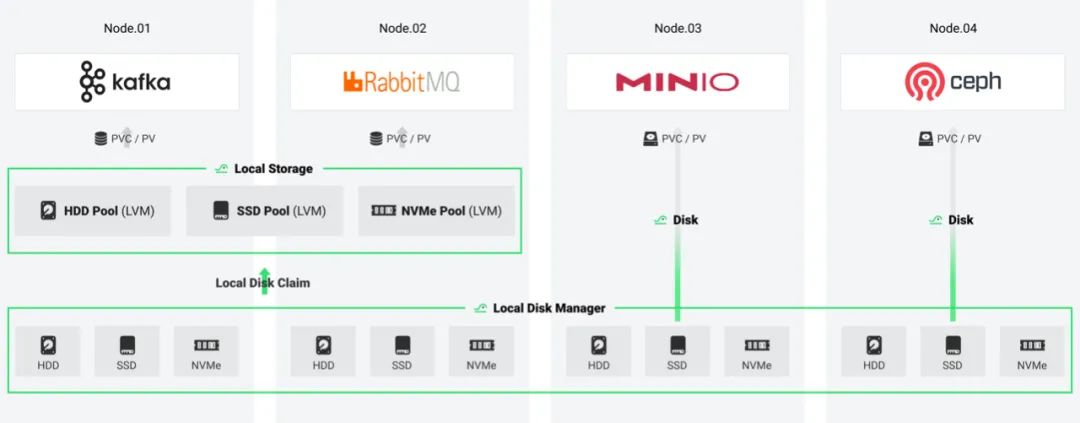 Node.01
Node.02
Node.03
Node.04
kafka
RabbitMQ
MINIO
ceph
PVC / PV
PVC / PV
PVC / PV
PVC / PV
Local Storage
HDD Pool (LVM)
SSD Pool (LVM)
NVMe Pool (LVM)
Disk
Disk
Local Disk Claim
Local Disk Manager
HDD
SSD
NVMe
HDD
SSD
NVMe
HDD
SSD
NVMe
HDD
SSD
NVMe